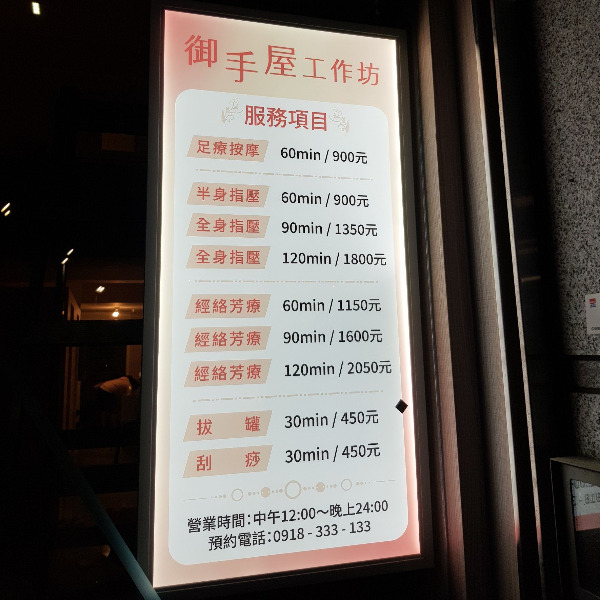 御手屋工作坊
服務項目
足療按摩 60min / 900元
半身指壓 60min / 900元
全身指壓 90min / 1350元
全身指壓 120min / 1800元
經絡芳療 60min / 1150元
經絡芳療 90min / 1600元
經絡芳療 120min / 2050元
拔罐 30min / 450元
刮痧 30min / 450元
營業時間：中午12:00～晚上24:00
預約電話：0918 - 333 - 133